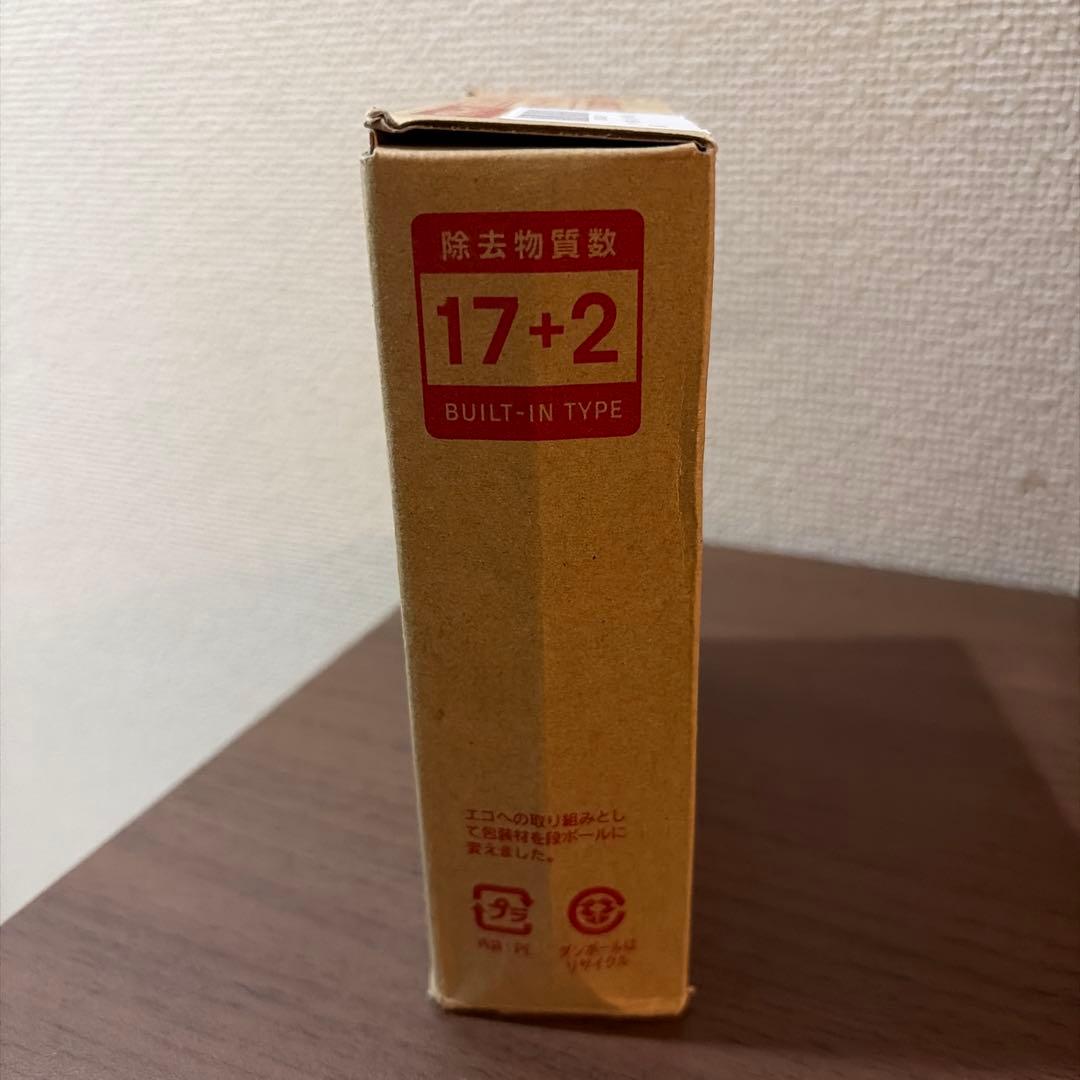 除去物質数
17+2
BUILT-IN TYPE
エコへの取り組みとし
て包装材を段ボールに
変えました。
プラ
ダンボールは
リサイクル